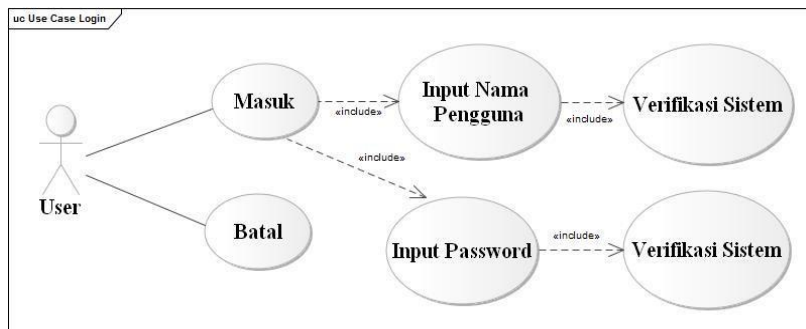 uc Use Case Login
Masuk
«include»
Input Nama
Pengguna
«include»
Verifikasi Sistem
«include»
User
Batal
Input Password
«include»
Verifikasi Sistem